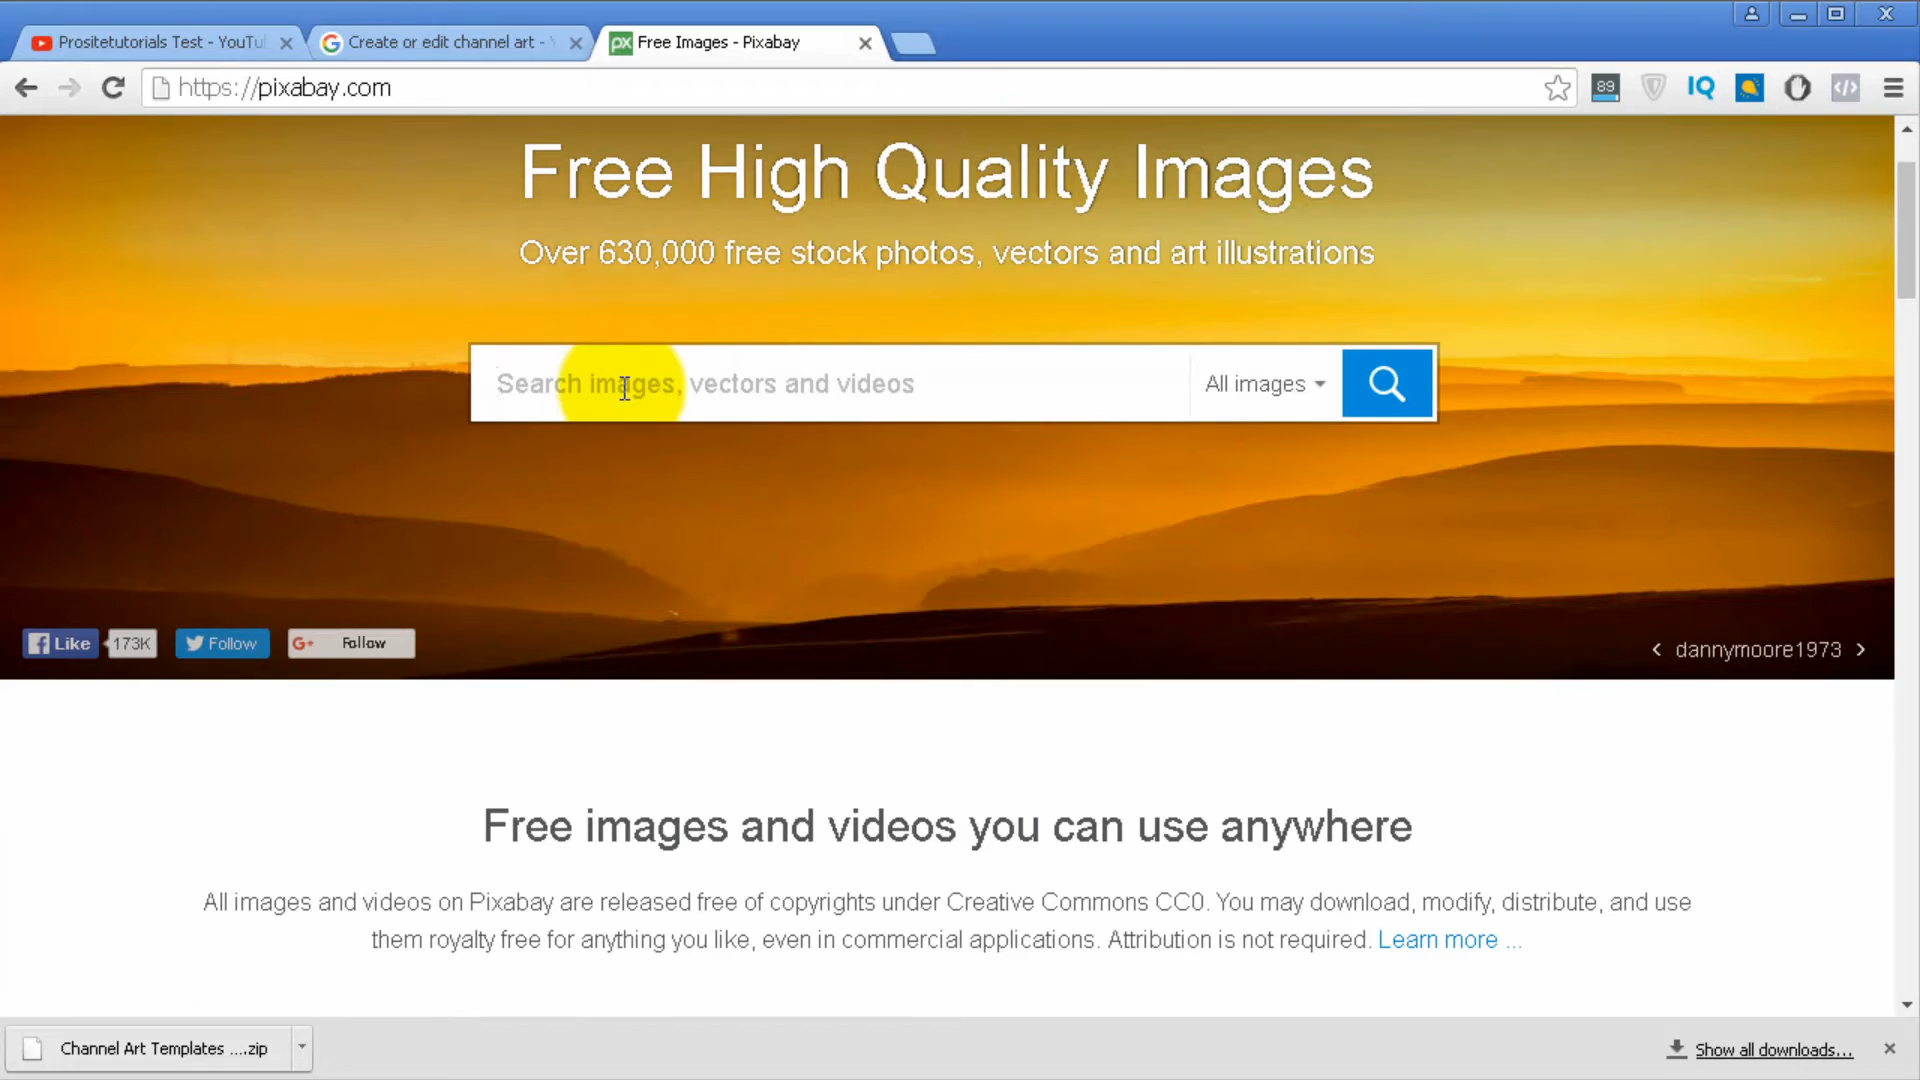 Prositetutorials Test - YouTu
Create or edit channel art -
px Free Images - Pixabay
https://pixabay.com
89
IQ
Free High Quality Images
Over 630,000 free stock photos, vectors and art illustrations
Search images, vectors and videos
All images
Like 173K Follow G+ Follow
dannymoore1973
Free images and videos you can use anywhere
All images and videos on Pixabay are released free of copyrights under Creative Commons CC0. You may download, modify, distribute, and use
them royalty free for anything you like, even in commercial applications. Attribution is not required. Learn more ...
Channel Art Templates ....zip
Show all downloads...